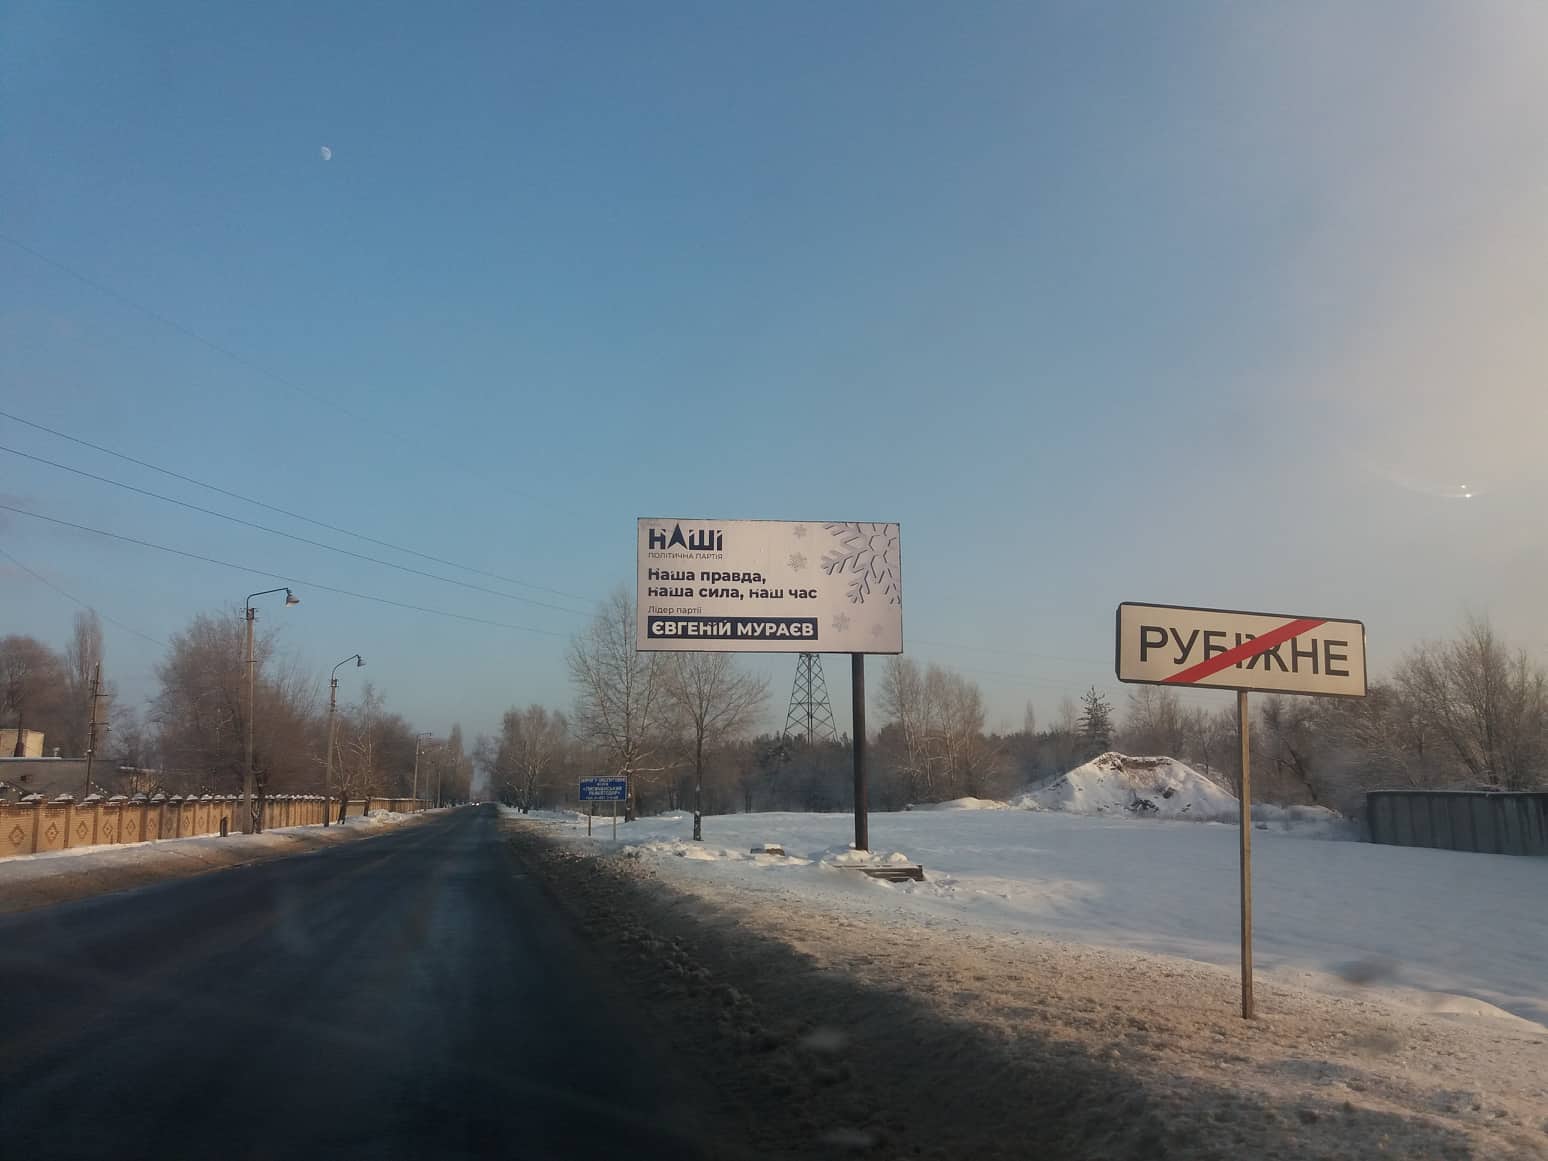 НАШІ
ПОЛІТИЧНА ПАРТІЯ
Наша правда,
наша сила, наш час
Лідер партії
ЄВГЕНІЙ МУРАЄВ
РУБІЖНЕ